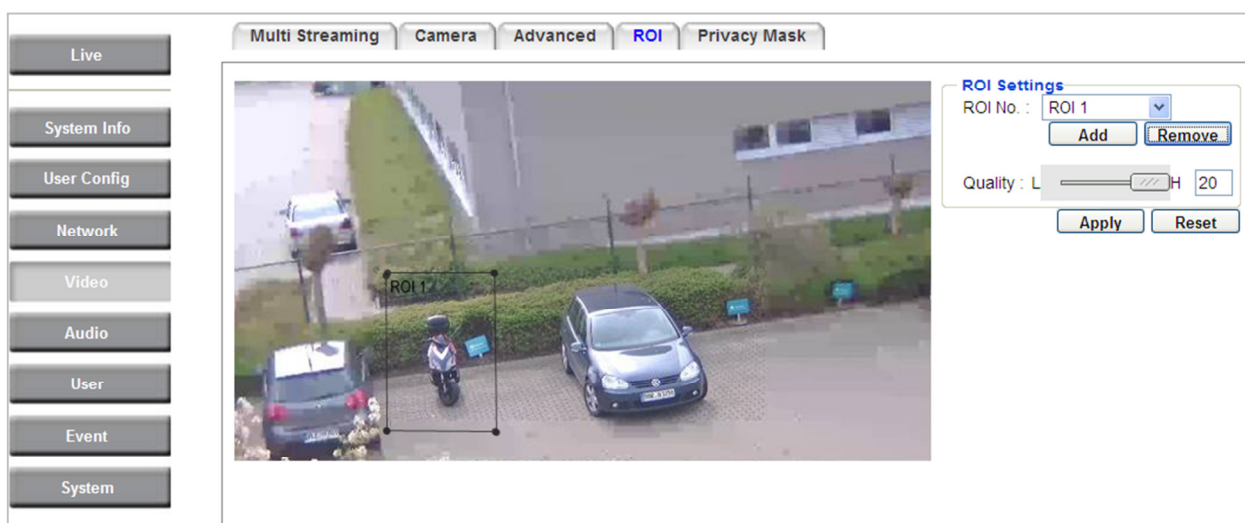 Multi Streaming Camera Advanced ROI Privacy Mask
Live
System Info
User Config
Network
Video
Audio
User
Event
System
ROI 1
ROI Settings
ROI No. : ROI 1
Add Remove
Quality : L H 20
Apply Reset